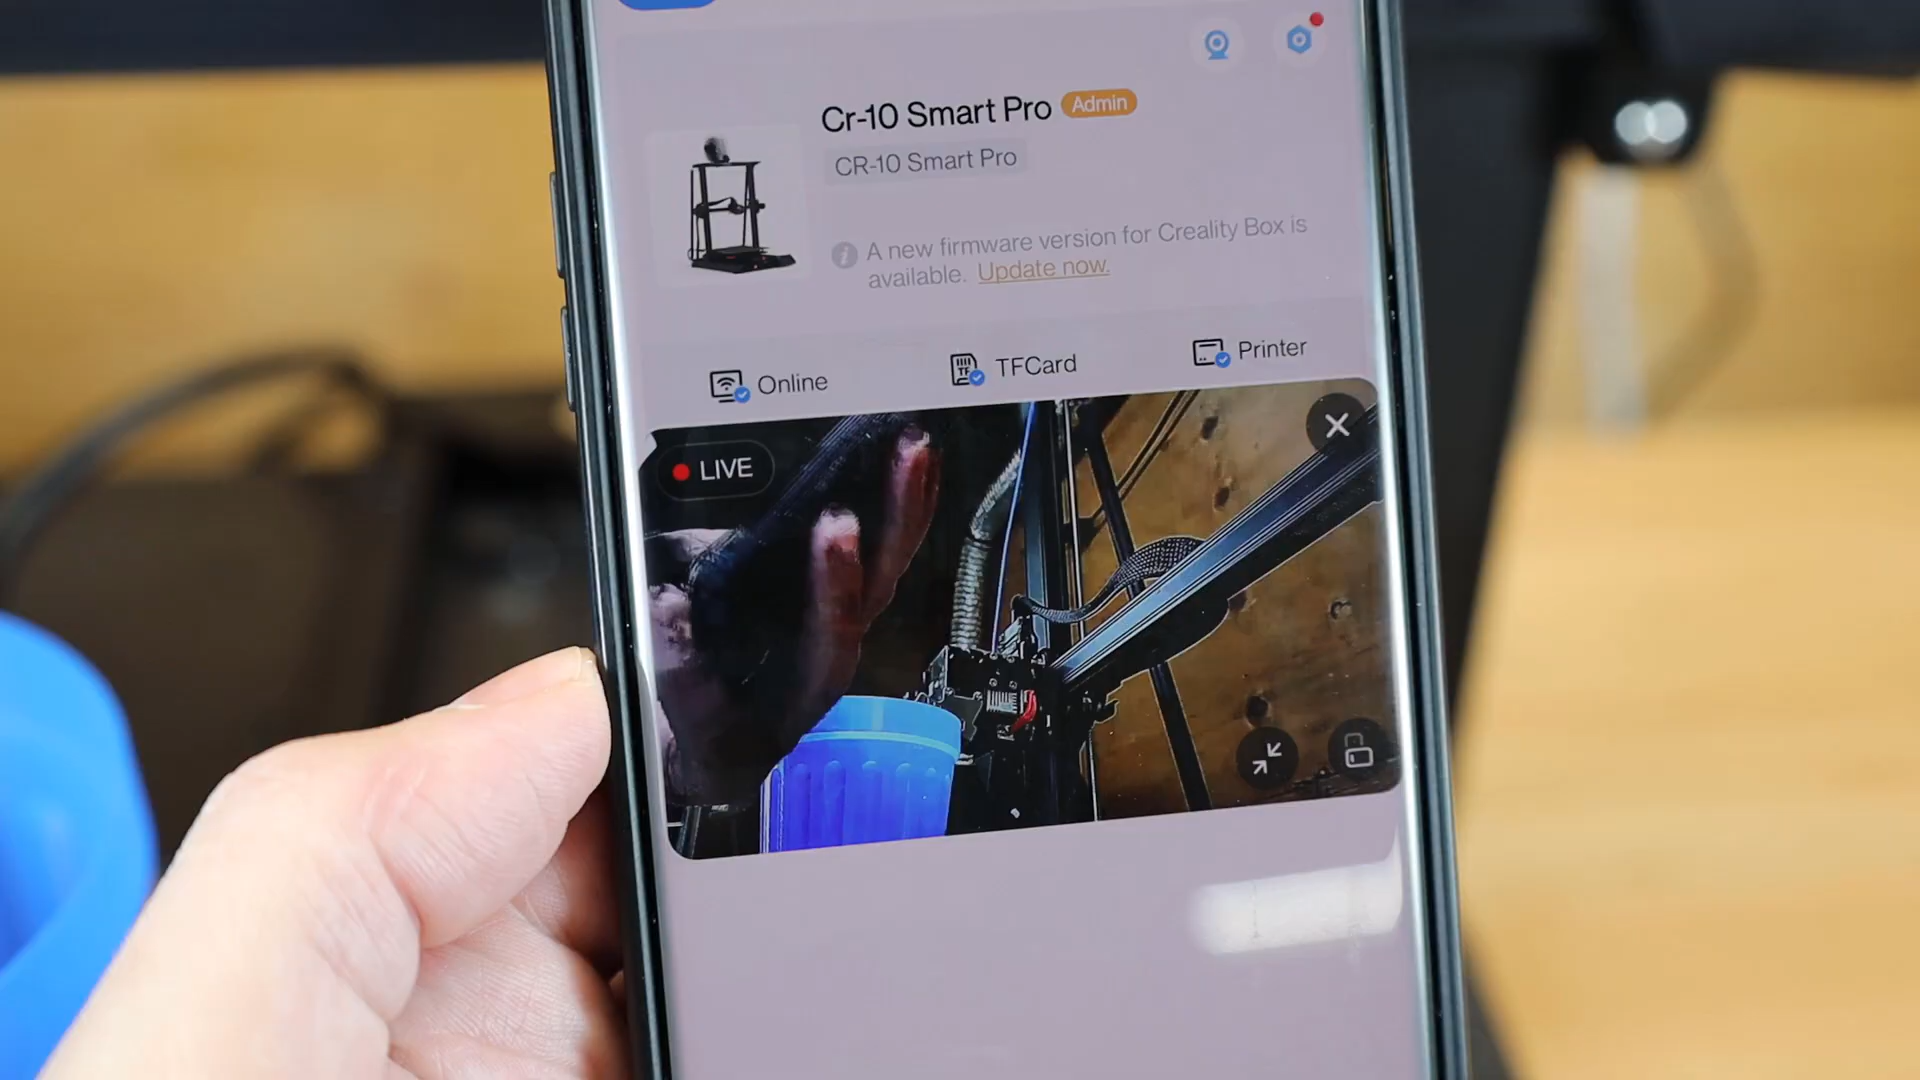 Cr-10 Smart Pro Admin
CR-10 Smart Pro
A new firmware version for Creality Box is
available. Update now.
Online TFCard Printer
LIVE